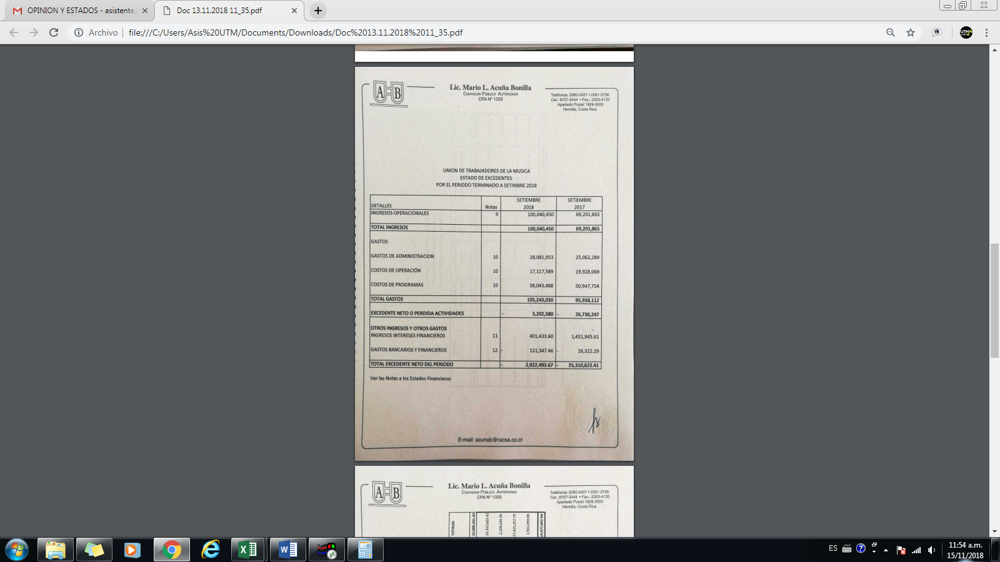 OPINION Y ESTADOS - asistente.
Doc 13.11.2018 11_35.pdf
Archivo
file:///C:/Users/Asis%20UTM/Documents/Downloads/Doc%2013.11.2018%2011_35.pdf
A B
Lic. Mario L. Acuña Bonilla
CONTADOR PÚBLICO AUTORIZADO
CPA Nº 1333
Teléfonos: 2260-2427 • 2261-3736
Cel.: 8707-3444 • Fax.: 2263-4135
Apartado Postal 1929-3000
Heredia, Costa Rica
UNION DE TRABAJADORES DE LA MUSICA
ESTADO DE EXCEDENTES
POR EL PERIODO TERMINADO A SETIMBRE 2018
DETALLES Notas SETIEMBRE 2018 SETIEMBRE 2017
INGRESOS OPERACIONALES 9 100,040,450 69,201,865
TOTAL INGRESOS 100,040,450 69,201,865
GASTOS
GASTOS DE ADMINISTRACION 10 28,081,953 25,062,289
COSTOS DE OPERACIÓN 10 17,117,589 19,928,069
COSTOS DE PROGRAMAS 10 58,043,488 50,947,754
TOTAL GASTOS 103,243,030 95,938,112
EXCEDENTE NETO O PERDIDA ACTIVIDADES - 3,202,580 - 26,736,247
OTROS INGRESOS Y OTROS GASTOS -
INGRESOS INTERESES FINANCIEROS 11 401,433.60 1,451,945.61
GASTOS BANCARIOS Y FINANCIEROS 12 - 121,347.46 - 26,322.29
TOTAL EXCEDENTE NETO DEL PERIODO - 2,922,493.67 - 25,310,623.41
Ver las Notas a los Estados Financieros
E-mail: acunab@racsa.co.cr
A B
Lic. Mario L. Acuña Bonilla
CONTADOR PÚBLICO AUTORIZADO
CPA Nº 1333
Teléfonos: 2260-2427 • 2261-3736
Cel.: 8707-3444 • Fax.: 2263-4135
Apartado Postal 1929-3000
Heredia, Costa Rica
TOTALES
ES
11:54 a.m.
15/11/2018